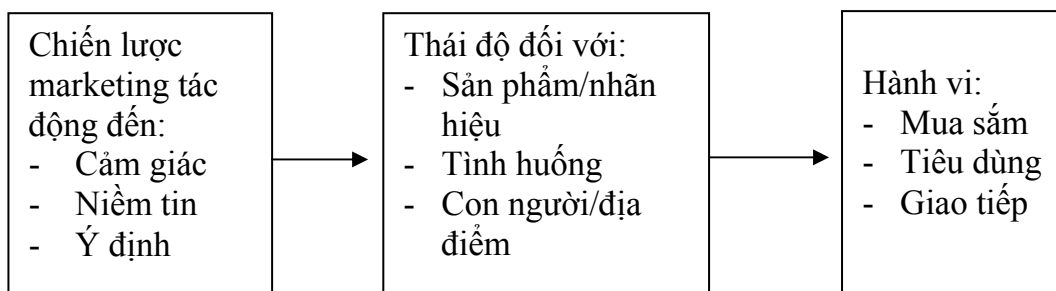 Chiến lược
marketing tác
động đến:
- Cảm giác
- Niềm tin
- Ý định
Thái độ đối với:
- Sản phẩm/nhãn
hiệu
- Tình huống
- Con người/địa
điểm
Hành vi:
- Mua sắm
- Tiêu dùng
- Giao tiếp